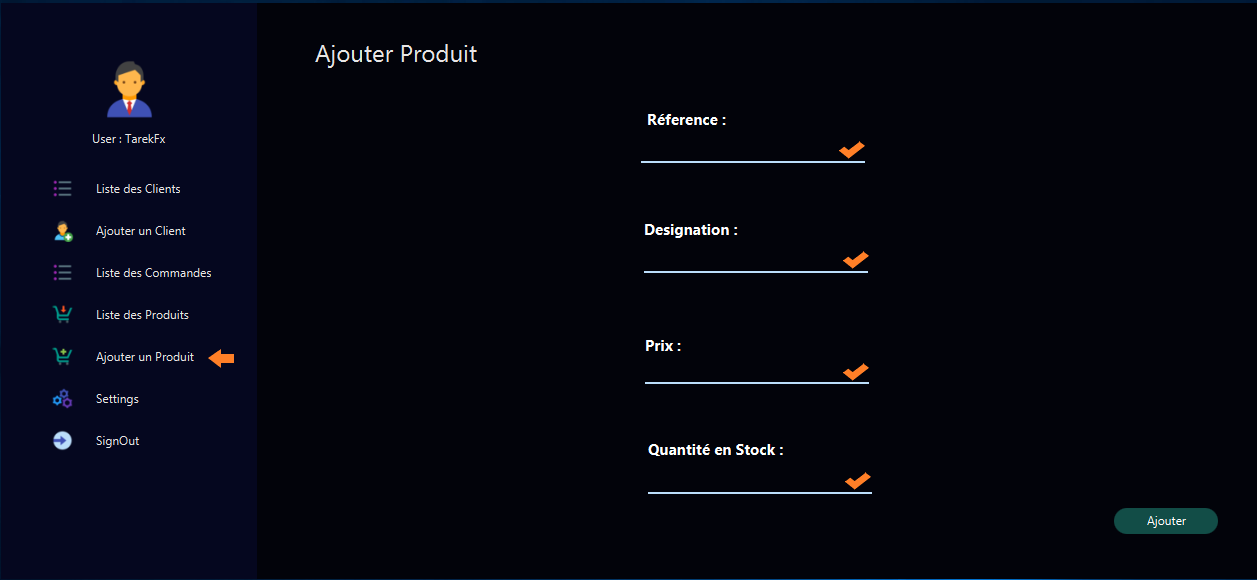 User : TarekFx
Liste des Clients
Ajouter un Client
Liste des Commandes
Liste des Produits
Ajouter un Produit
Settings
SignOut
Ajouter Produit
Réference :
Designation :
Prix :
Quantité en Stock :
Ajouter